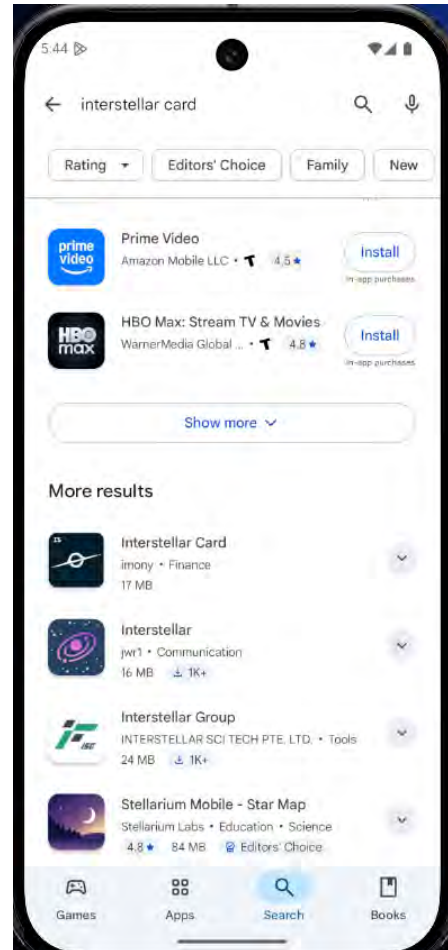 5:44
interstellar card
Rating Editors' Choice Family New
prime video
Prime Video
Amazon Mobile LLC • T 4.5★
Install
In-app purchases
HBO max
HBO Max: Stream TV & Movies
WarnerMedia Global ... • T 4.8★
Install
In-app purchases
Show more
More results
IS
Interstellar Card
imony • Finance
17 MB
Interstellar
jwr1 • Communication
16 MB 1K+
ISG
Interstellar Group
INTERSTELLAR SCI TECH PTE. LTD. • Tools
24 MB 1K+
Stellarium Mobile - Star Map
Stellarium Labs • Education • Science
4.8★ 84 MB Editors' Choice
Games Apps Search Books